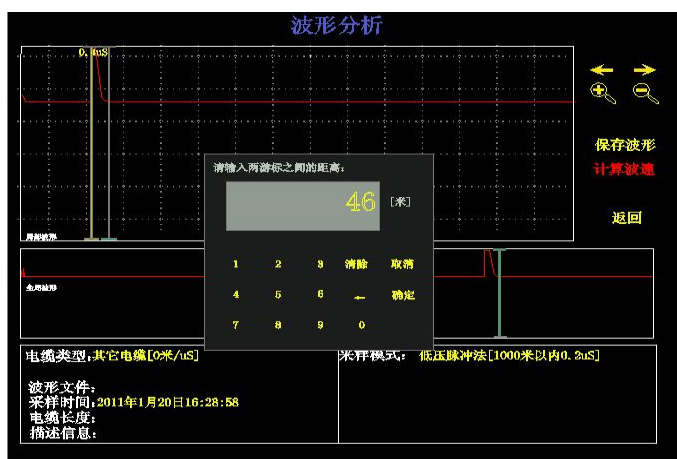 波形分析
0.4uS
保存波形
计算波速
返回
局部波形
请输入两游标之间的距离:
46 [米]
1 2 3 清除 取消
4 5 6 ← 确定
7 8 9 0
全局波形
电缆类型:其它电缆[0米/uS]
采样模式: 低压脉冲法[1000米以内0.2uS]
波形文件:
采样时间:2011年1月20日16:28:58
电缆长度:
描述信息: